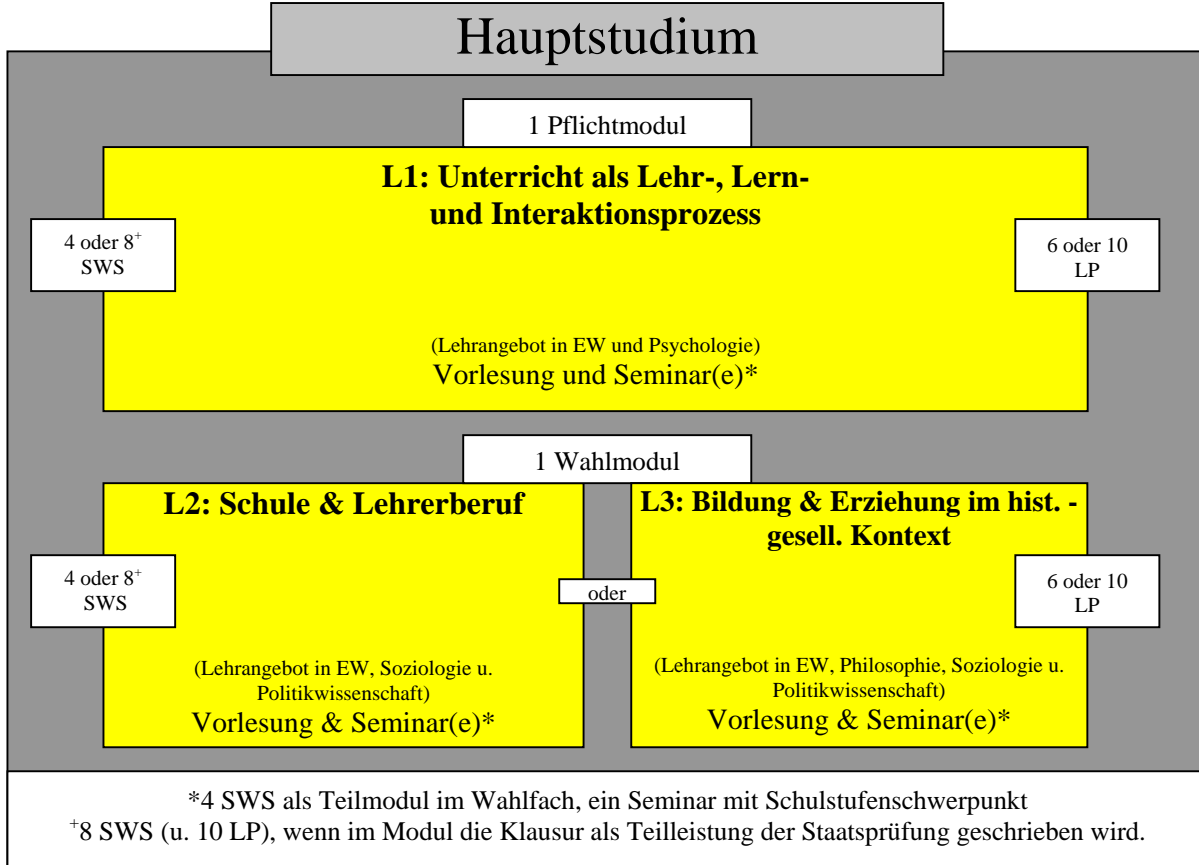 Hauptstudium
1 Pflichtmodul
L1: Unterricht als Lehr-, Lern-
und Interaktionsprozess
4 oder 8⁺
SWS
6 oder 10
LP
(Lehrangebot in EW und Psychologie)
Vorlesung und Seminar(e)*
1 Wahlmodul
L2: Schule & Lehrerberuf
4 oder 8⁺
SWS
(Lehrangebot in EW, Soziologie u.
Politikwissenschaft)
Vorlesung & Seminar(e)*
oder
L3: Bildung & Erziehung im hist. -
gesell. Kontext
6 oder 10
LP
(Lehrangebot in EW, Philosophie, Soziologie u.
Politikwissenschaft)
Vorlesung & Seminar(e)*
*4 SWS als Teilmodul im Wahlfach, ein Seminar mit Schulstufenschwerpunkt
⁺8 SWS (u. 10 LP), wenn im Modul die Klausur als Teilleistung der Staatsprüfung geschrieben wird.